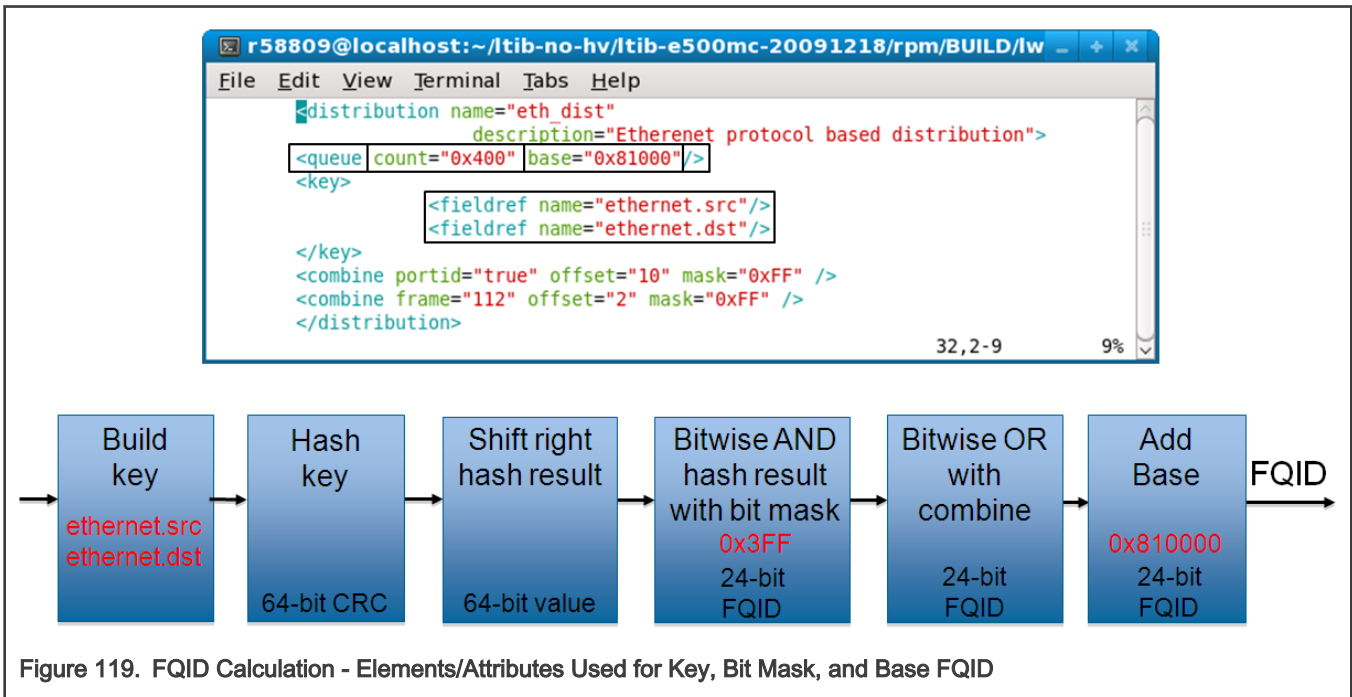 r58809@localhost:~/ltib-no-hv/ltib-e500mc-20091218/rpm/BUILD/lw
File Edit View Terminal Tabs Help
<distribution name="eth_dist"
description="Etherenet protocol based distribution">
<queue count="0x400" base="0x81000"/>
<key>
<fieldref name="ethernet.src"/>
<fieldref name="ethernet.dst"/>
</key>
<combine portid="true" offset="10" mask="0xFF" />
<combine frame="112" offset="2" mask="0xFF" />
</distribution>
32,2-9 9%
Build
key
ethernet.src
ethernet.dst
Hash
key
64-bit CRC
Shift right
hash result
64-bit value
Bitwise AND
hash result
with bit mask
0x3FF
24-bit
FQID
Bitwise OR
with
combine
24-bit
FQID
Add
Base
0x810000
24-bit
FQID
FQID
Figure 119. FQID Calculation - Elements/Attributes Used for Key, Bit Mask, and Base FQID